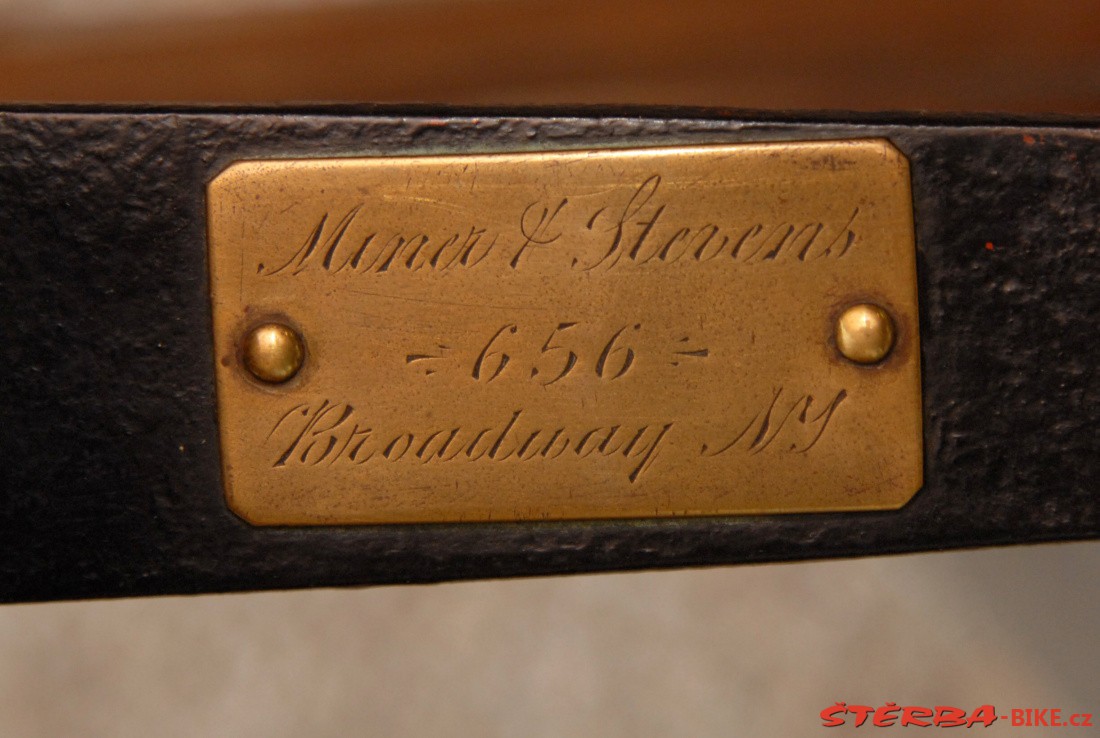 Miner & Stevens
÷ 656 ÷
Broadway NY
ŠTĚRBA-BIKE.cz